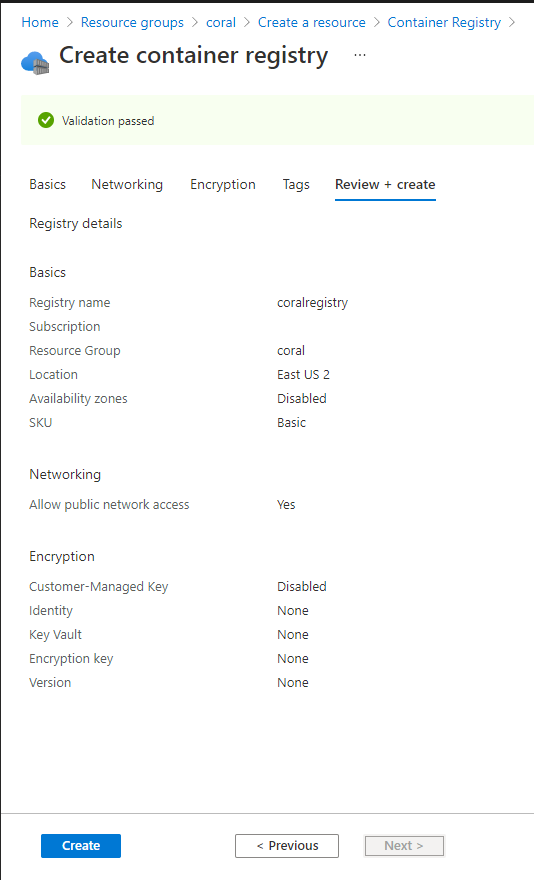 Home > Resource groups > coral > Create a resource > Container Registry >
Create container registry ...
Validation passed
Basics Networking Encryption Tags Review + create
Registry details
Basics
Registry name coralregistry
Subscription
Resource Group coral
Location East US 2
Availability zones Disabled
SKU Basic
Networking
Allow public network access Yes
Encryption
Customer-Managed Key Disabled
Identity None
Key Vault None
Encryption key None
Version None
Create < Previous Next >